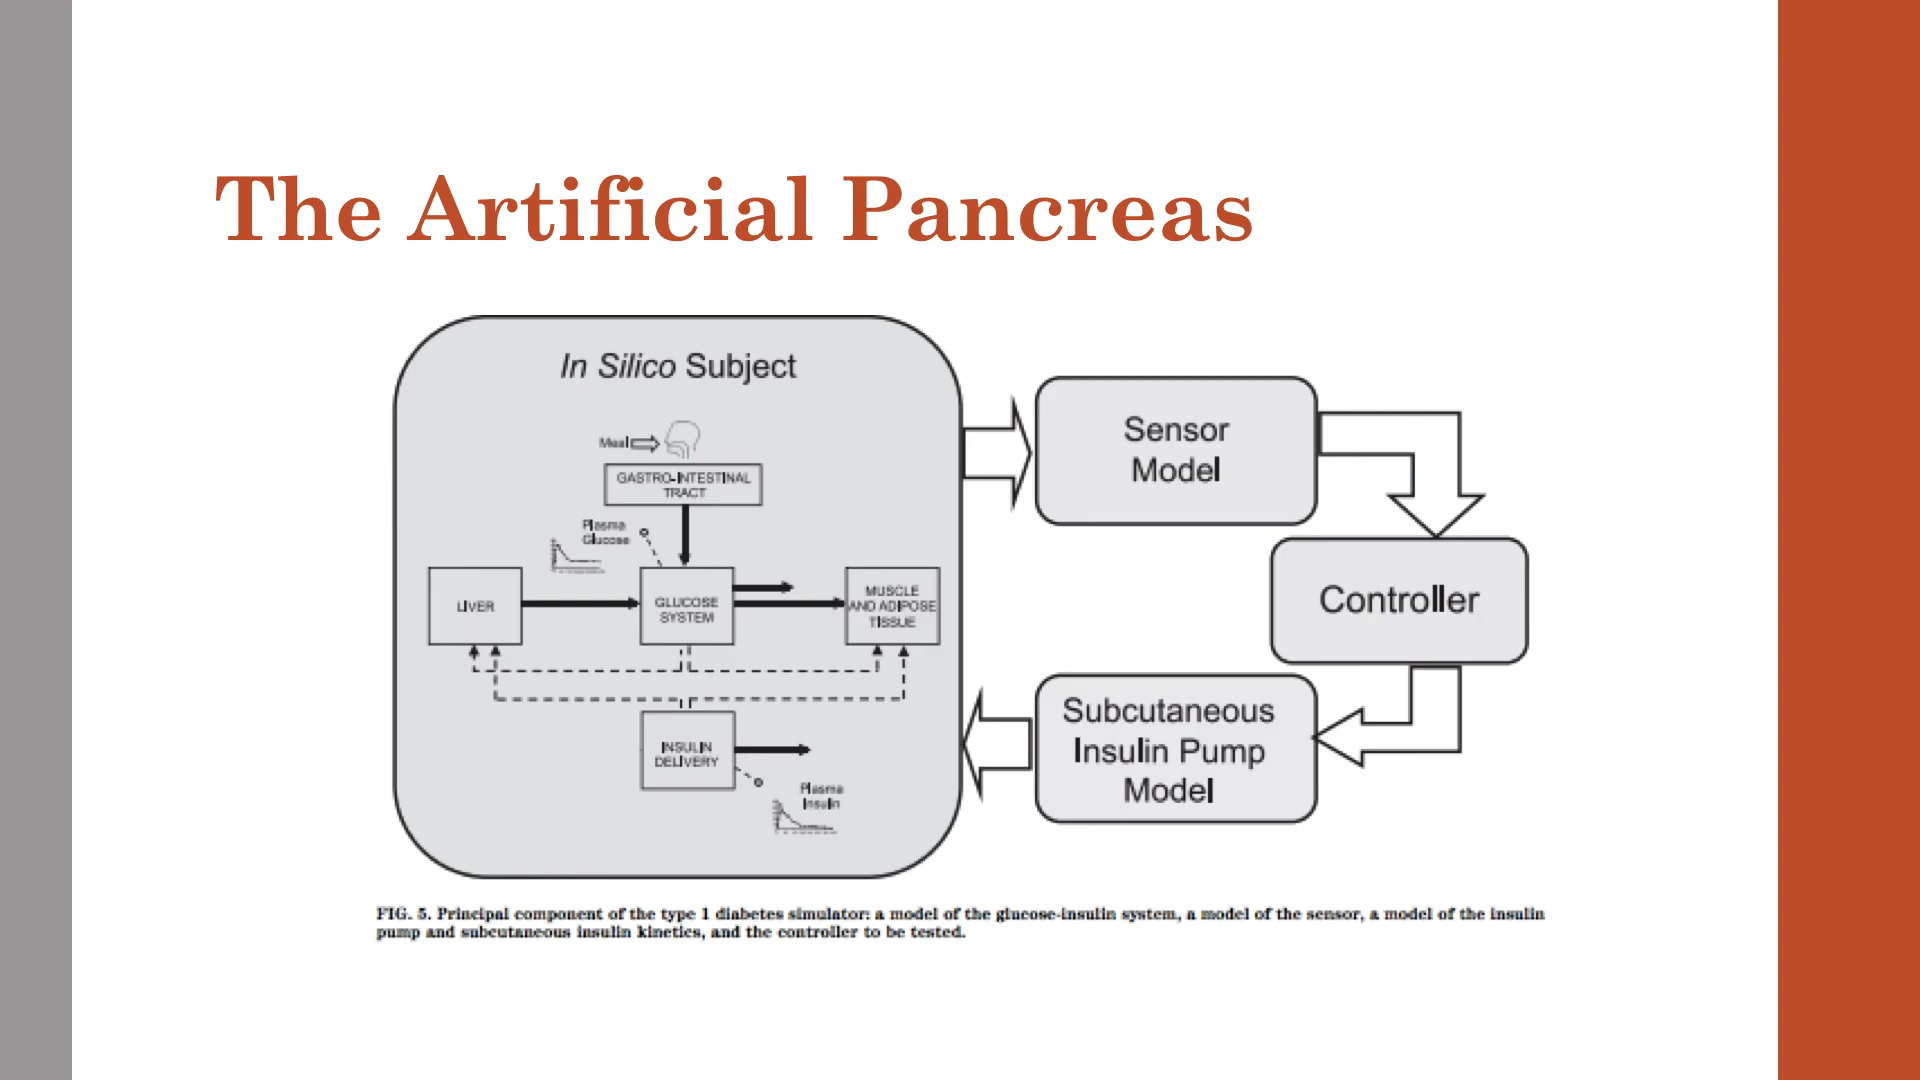 The Artificial Pancreas
In Silico Subject
Meal
GASTRO-INTESTINAL
TRACT
Plasma
Glucose
LIVER
GLUCOSE
SYSTEM
MUSCLE
AND ADIPOSE
TISSUE
INSULIN
DELIVERY
Plasma
Insulin
Sensor
Model
Controller
Subcutaneous
Insulin Pump
Model
FIG. 5. Principal component of the type 1 diabetes simulator: a model of the glucose-insulin system, a model of the sensor, a model of the insulin
pump and subcutaneous insulin kinetics, and the controller to be tested.